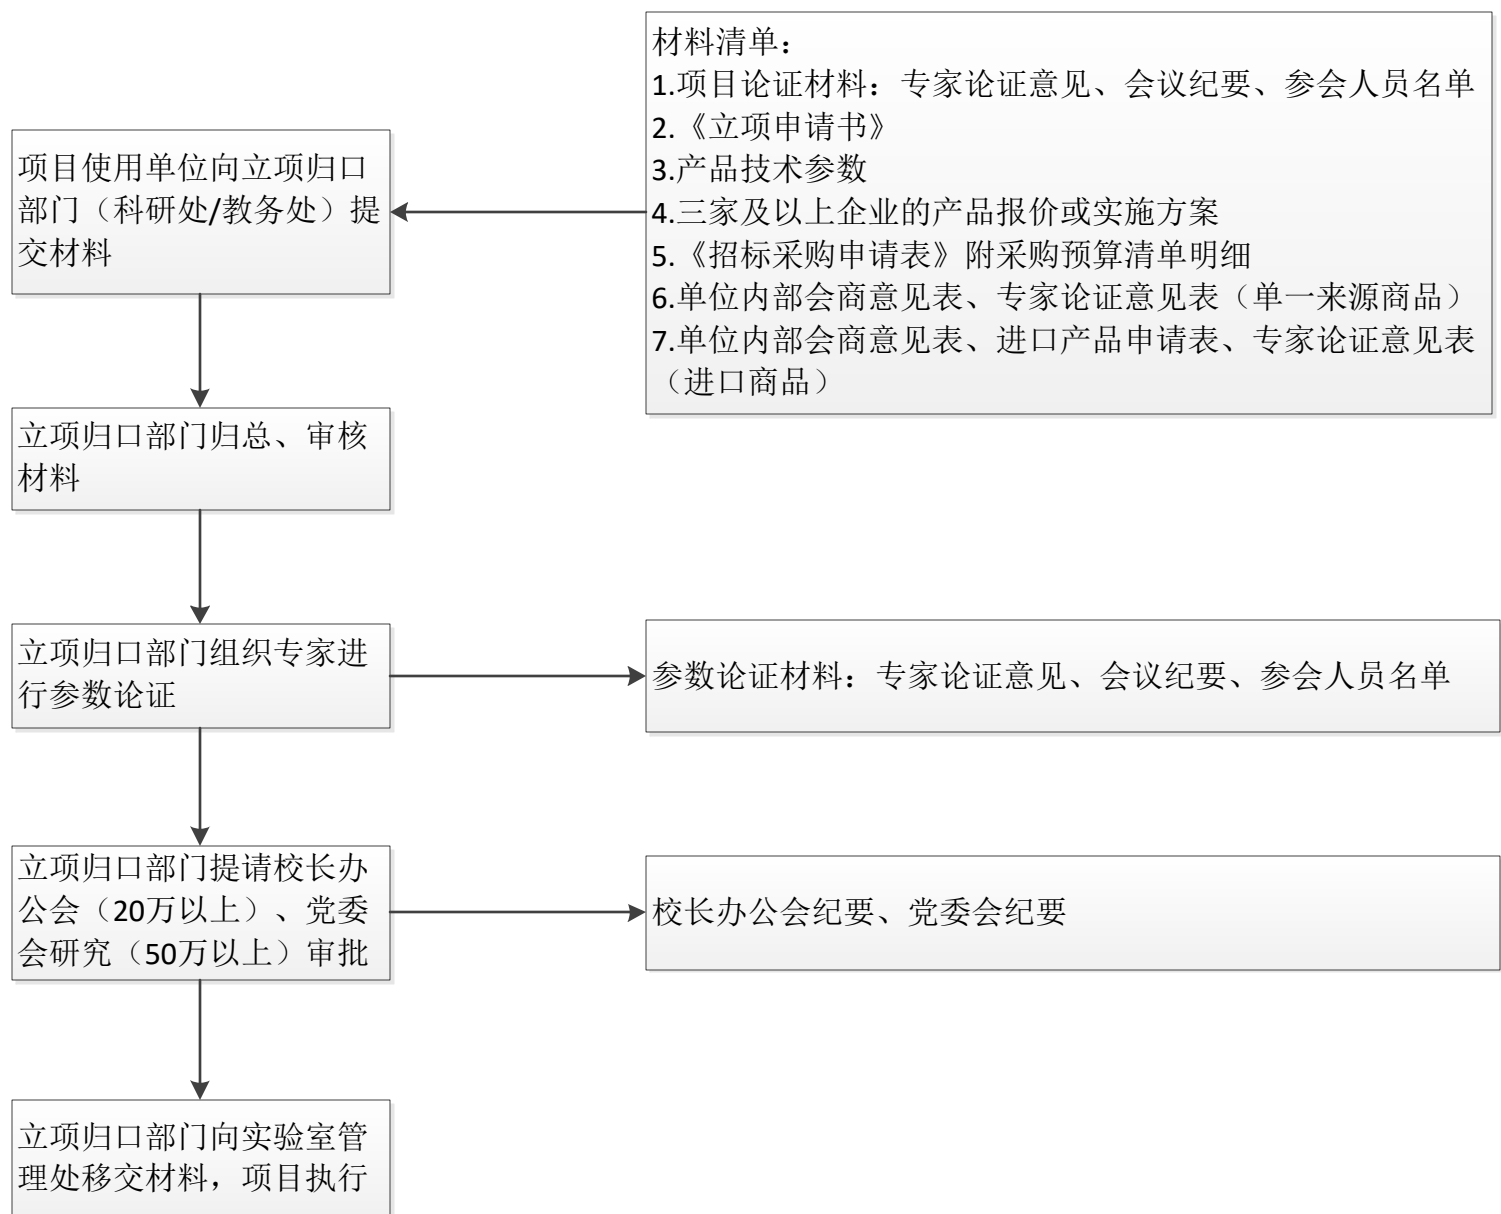 材料清单：
1.项目论证材料：专家论证意见、会议纪要、参会人员名单
2.《立项申请书》
3.产品技术参数
4.三家及以上企业的产品报价或实施方案
5.《招标采购申请表》附采购预算清单明细
6.单位内部会商意见表、专家论证意见表（单一来源商品）
7.单位内部会商意见表、进口产品申请表、专家论证意见表
（进口商品）
项目使用单位向立项归口
部门（科研处/教务处）提
交材料
立项归口部门归总、审核
材料
立项归口部门组织专家进
行参数论证
参数论证材料：专家论证意见、会议纪要、参会人员名单
立项归口部门提请校长办
公会（20万以上）、党委
会研究（50万以上）审批
校长办公会纪要、党委会纪要
立项归口部门向实验室管
理处移交材料，项目执行